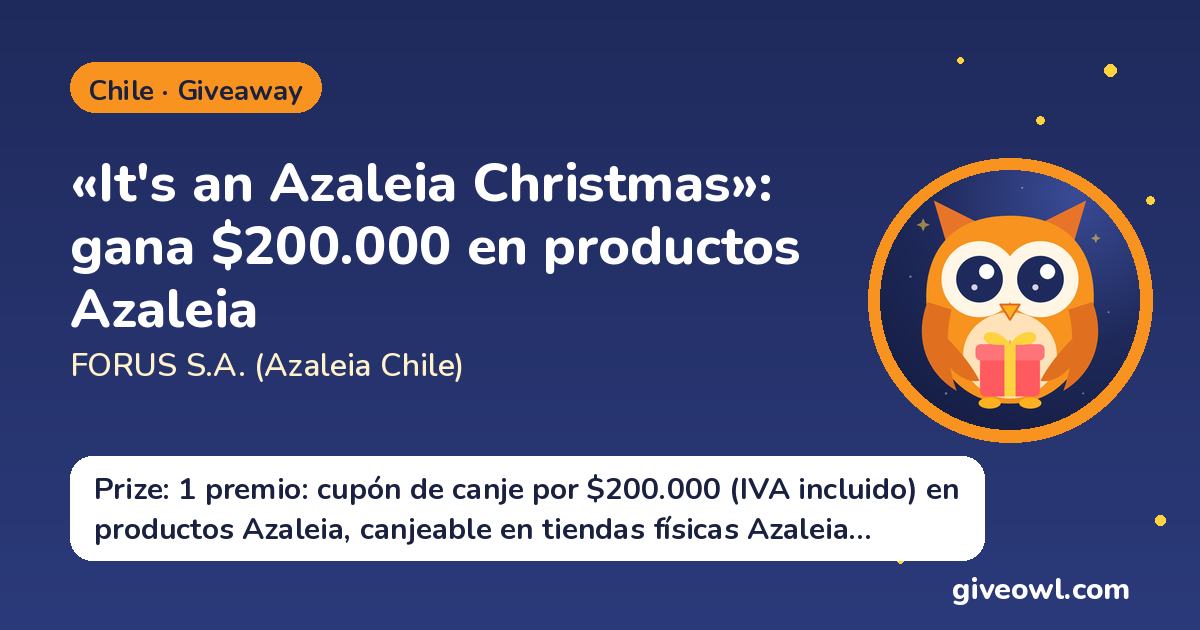 Chile · Giveaway
«It's an Azaleia Christmas»:
gana $200.000 en productos
Azaleia
FORUS S.A. (Azaleia Chile)
Prize: 1 premio: cupón de canje por $200.000 (IVA incluido) en
productos Azaleia, canjeable en tiendas físicas Azaleia...
giveowl.com